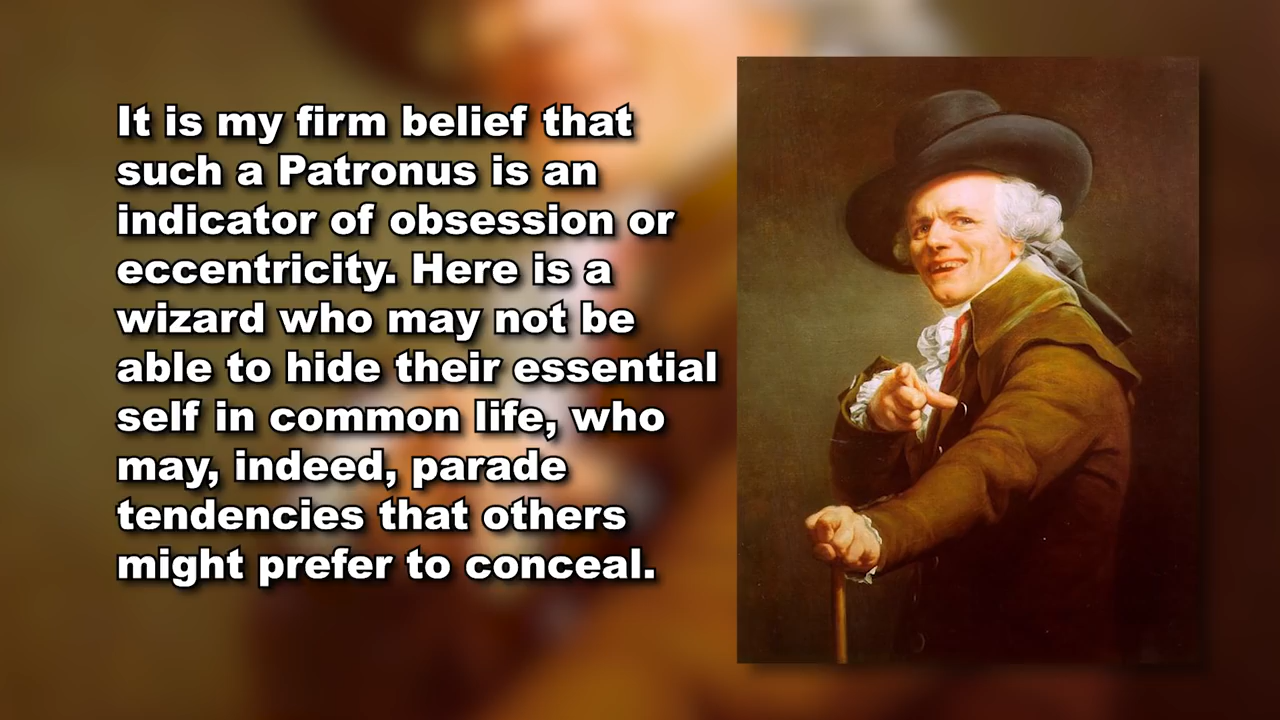 It is my firm belief that
such a Patronus is an
indicator of obsession or
eccentricity. Here is a
wizard who may not be
able to hide their essential
self in common life, who
may, indeed, parade
tendencies that others
might prefer to conceal.